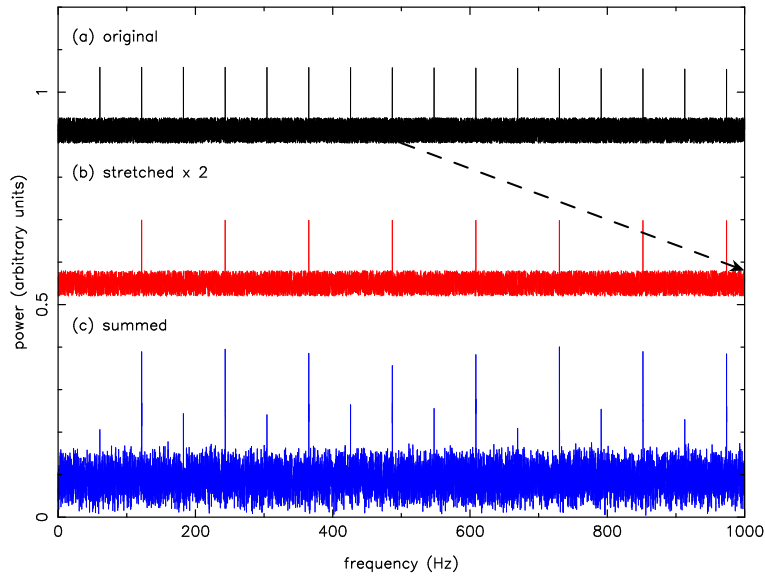 (a) original
1
(b) stretched x 2
power (arbitrary units)
0.5
(c) summed
0
0 200 400 600 800 1000
frequency (Hz)